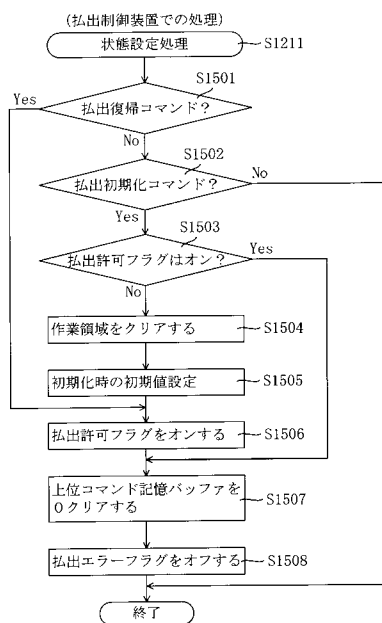 (払出制御装置での処理)
状態設定処理
S1211
S1501
Yes
払出復帰コマンド？
No
S1502
No
払出初期化コマンド？
Yes
S1503
Yes
払出許可フラグはオン？
No
作業領域をクリアする
S1504
初期化時の初期値設定
S1505
払出許可フラグをオンする
S1506
上位コマンド記憶バッファを
０クリアする
S1507
払出エラーフラグをオフする
S1508
終了